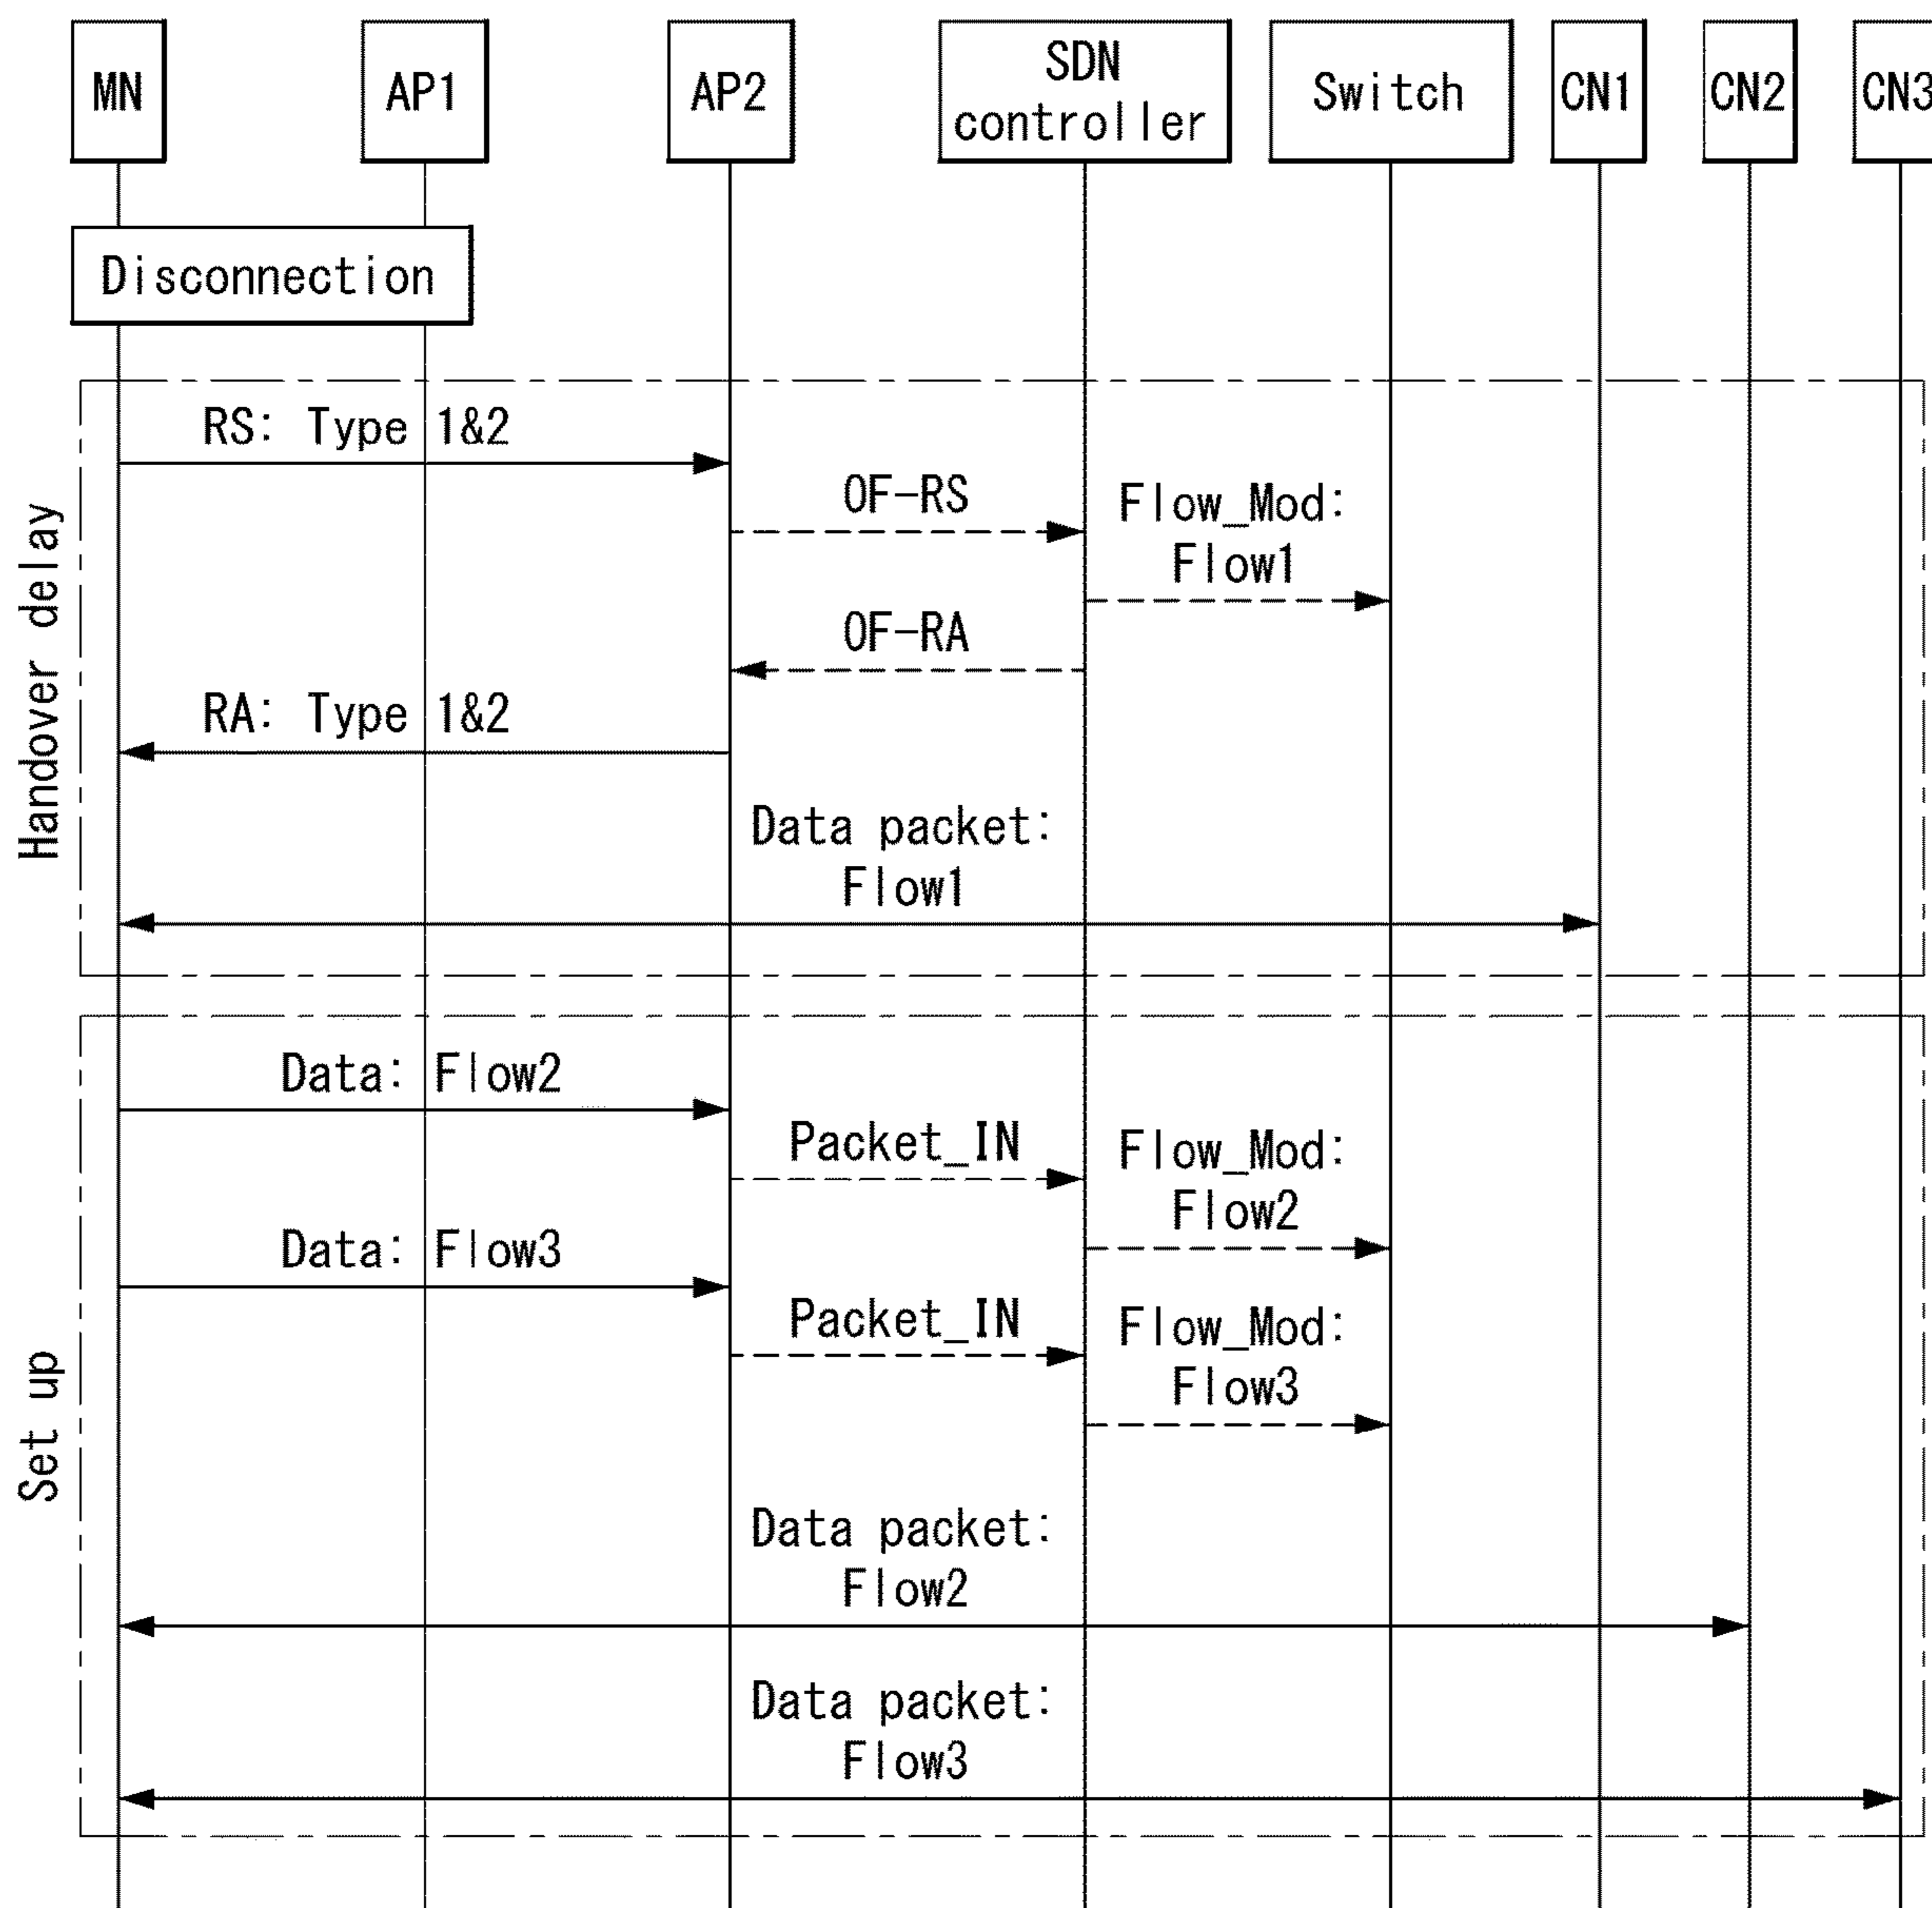 MN
AP1
AP2
SDN
controller
Switch
CN1
CN2
CN3
Disconnection
Handover delay
RS: Type 1&2
OF-RS
Flow_Mod:
Flow1
OF-RA
RA: Type 1&2
Data packet:
Flow1
Set up
Data: Flow2
Packet_IN
Flow_Mod:
Flow2
Data: Flow3
Packet_IN
Flow_Mod:
Flow3
Data packet:
Flow2
Data packet:
Flow3